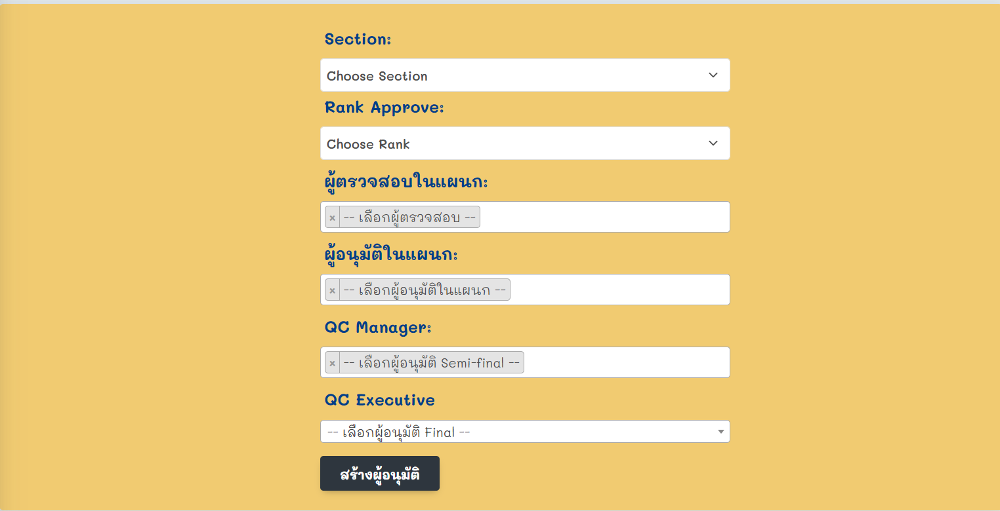 Section:
Choose Section
Rank Approve:
Choose Rank
ผู้ตรวจสอบในแผนก:
× -- เลือกผู้ตรวจสอบ --
ผู้อนุมัติในแผนก:
× -- เลือกผู้อนุมัติในแผนก --
QC Manager:
× -- เลือกผู้อนุมัติ Semi-final --
QC Executive
-- เลือกผู้อนุมัติ Final --
สร้างผู้อนุมัติ